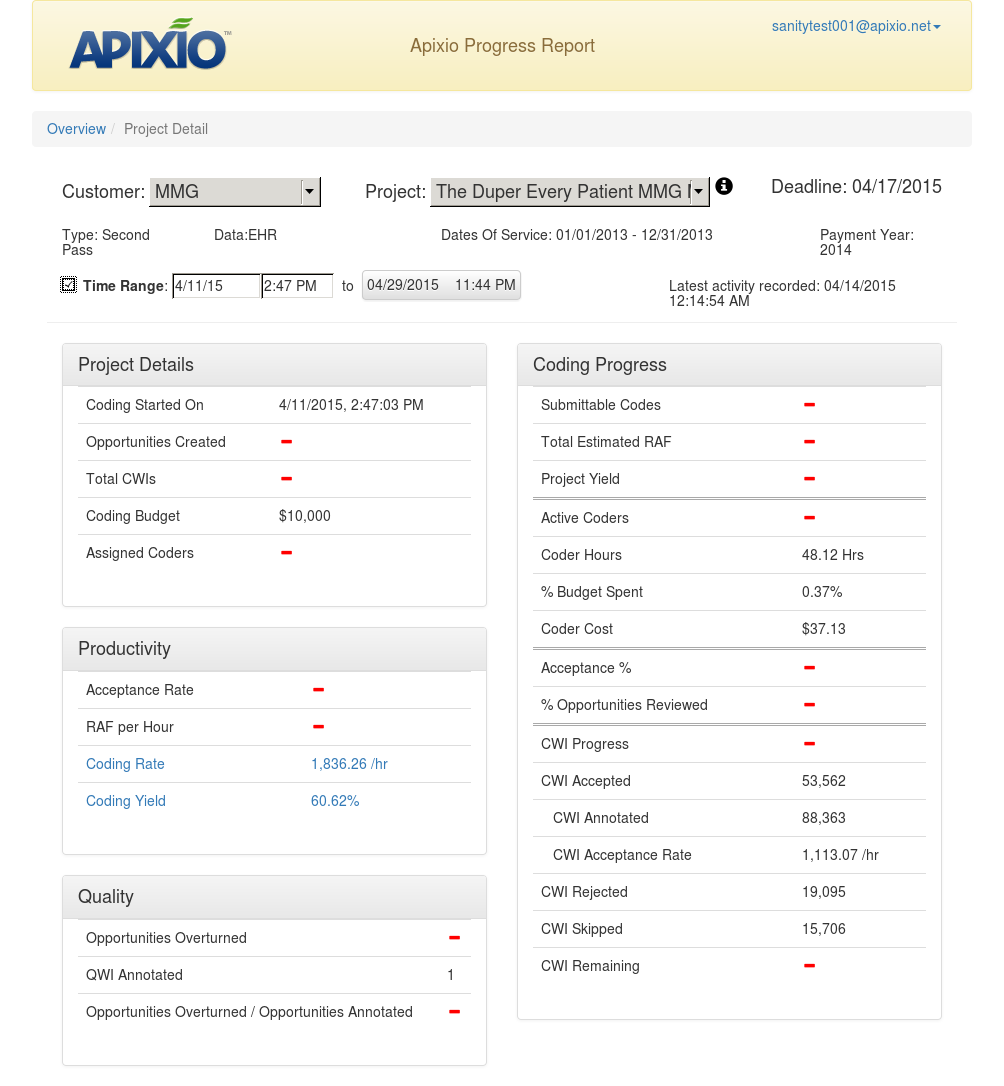 APIXIO™
Apixio Progress Report
sanitytest001@apixio.net
Overview / Project Detail
Customer: MMG
Project: The Duper Every Patient MMG
Deadline: 04/17/2015
Type: Second
Pass
Data:EHR
Dates Of Service: 01/01/2013 - 12/31/2013
Payment Year:
2014
Time Range: 4/11/15 2:47 PM to 04/29/2015 11:44 PM
Latest activity recorded: 04/14/2015
12:14:54 AM
Project Details
Coding Started On 4/11/2015, 2:47:03 PM
Opportunities Created
Total CWIs
Coding Budget $10,000
Assigned Coders
Productivity
Acceptance Rate
RAF per Hour
Coding Rate 1,836.26 /hr
Coding Yield 60.62%
Quality
Opportunities Overturned
QWI Annotated 1
Opportunities Overturned / Opportunities Annotated
Coding Progress
Submittable Codes
Total Estimated RAF
Project Yield
Active Coders
Coder Hours 48.12 Hrs
% Budget Spent 0.37%
Coder Cost $37.13
Acceptance %
% Opportunities Reviewed
CWI Progress
CWI Accepted 53,562
CWI Annotated 88,363
CWI Acceptance Rate 1,113.07 /hr
CWI Rejected 19,095
CWI Skipped 15,706
CWI Remaining